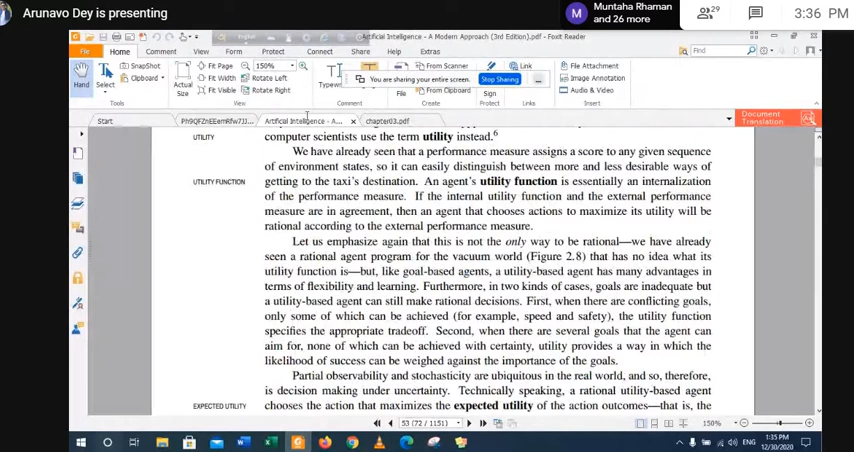 Arunavo Dey is presenting
M
Muntaha Rhaman
and 26 more
29
3:36 PM
Artificial Intelligence - A Modern Approach (3rd Edition).pdf - Foxit Reader
File Home Comment View Form Protect Connect Share Help Extras
Find
Hand
Select
SnapShot
Clipboard
Tools
Actual
Size
Fit Page
Fit Width
Fit Visible
150%
Rotate Left
Rotate Right
View
Comment
From Scanner
From Clipboard
Sign
Protect
Link
File Attachment
Image Annotation
Audio & Video
Insert
You are sharing your entire screen.
Stop Sharing
Start
Artificial Intelligence - A...
chapter03.pdf
Document
Translation
UTILITY
computer scientists use the term utility instead.6
We have already seen that a performance measure assigns a score to any given sequence
of environment states, so it can easily distinguish between more and less desirable ways of
UTILITY FUNCTION
getting to the taxi's destination. An agent's utility function is essentially an internalization
of the performance measure. If the internal utility function and the external performance
measure are in agreement, then an agent that chooses actions to maximize its utility will be
rational according to the external performance measure.
Let us emphasize again that this is not the only way to be rational—we have already
seen a rational agent program for the vacuum world (Figure 2.8) that has no idea what its
utility function is—but, like goal-based agents, a utility-based agent has many advantages in
terms of flexibility and learning. Furthermore, in two kinds of cases, goals are inadequate but
a utility-based agent can still make rational decisions. First, when there are conflicting goals,
only some of which can be achieved (for example, speed and safety), the utility function
specifies the appropriate tradeoff. Second, when there are several goals that the agent can
aim for, none of which can be achieved with certainty, utility provides a way in which the
likelihood of success can be weighed against the importance of the goals.
Partial observability and stochasticity are ubiquitous in the real world, and so, therefore,
is decision making under uncertainty. Technically speaking, a rational utility-based agent
EXPECTED UTILITY
chooses the action that maximizes the expected utility of the action outcomes—that is, the
53 (72 / 1151)
150%
ENG
1:35 PM
12/30/2020